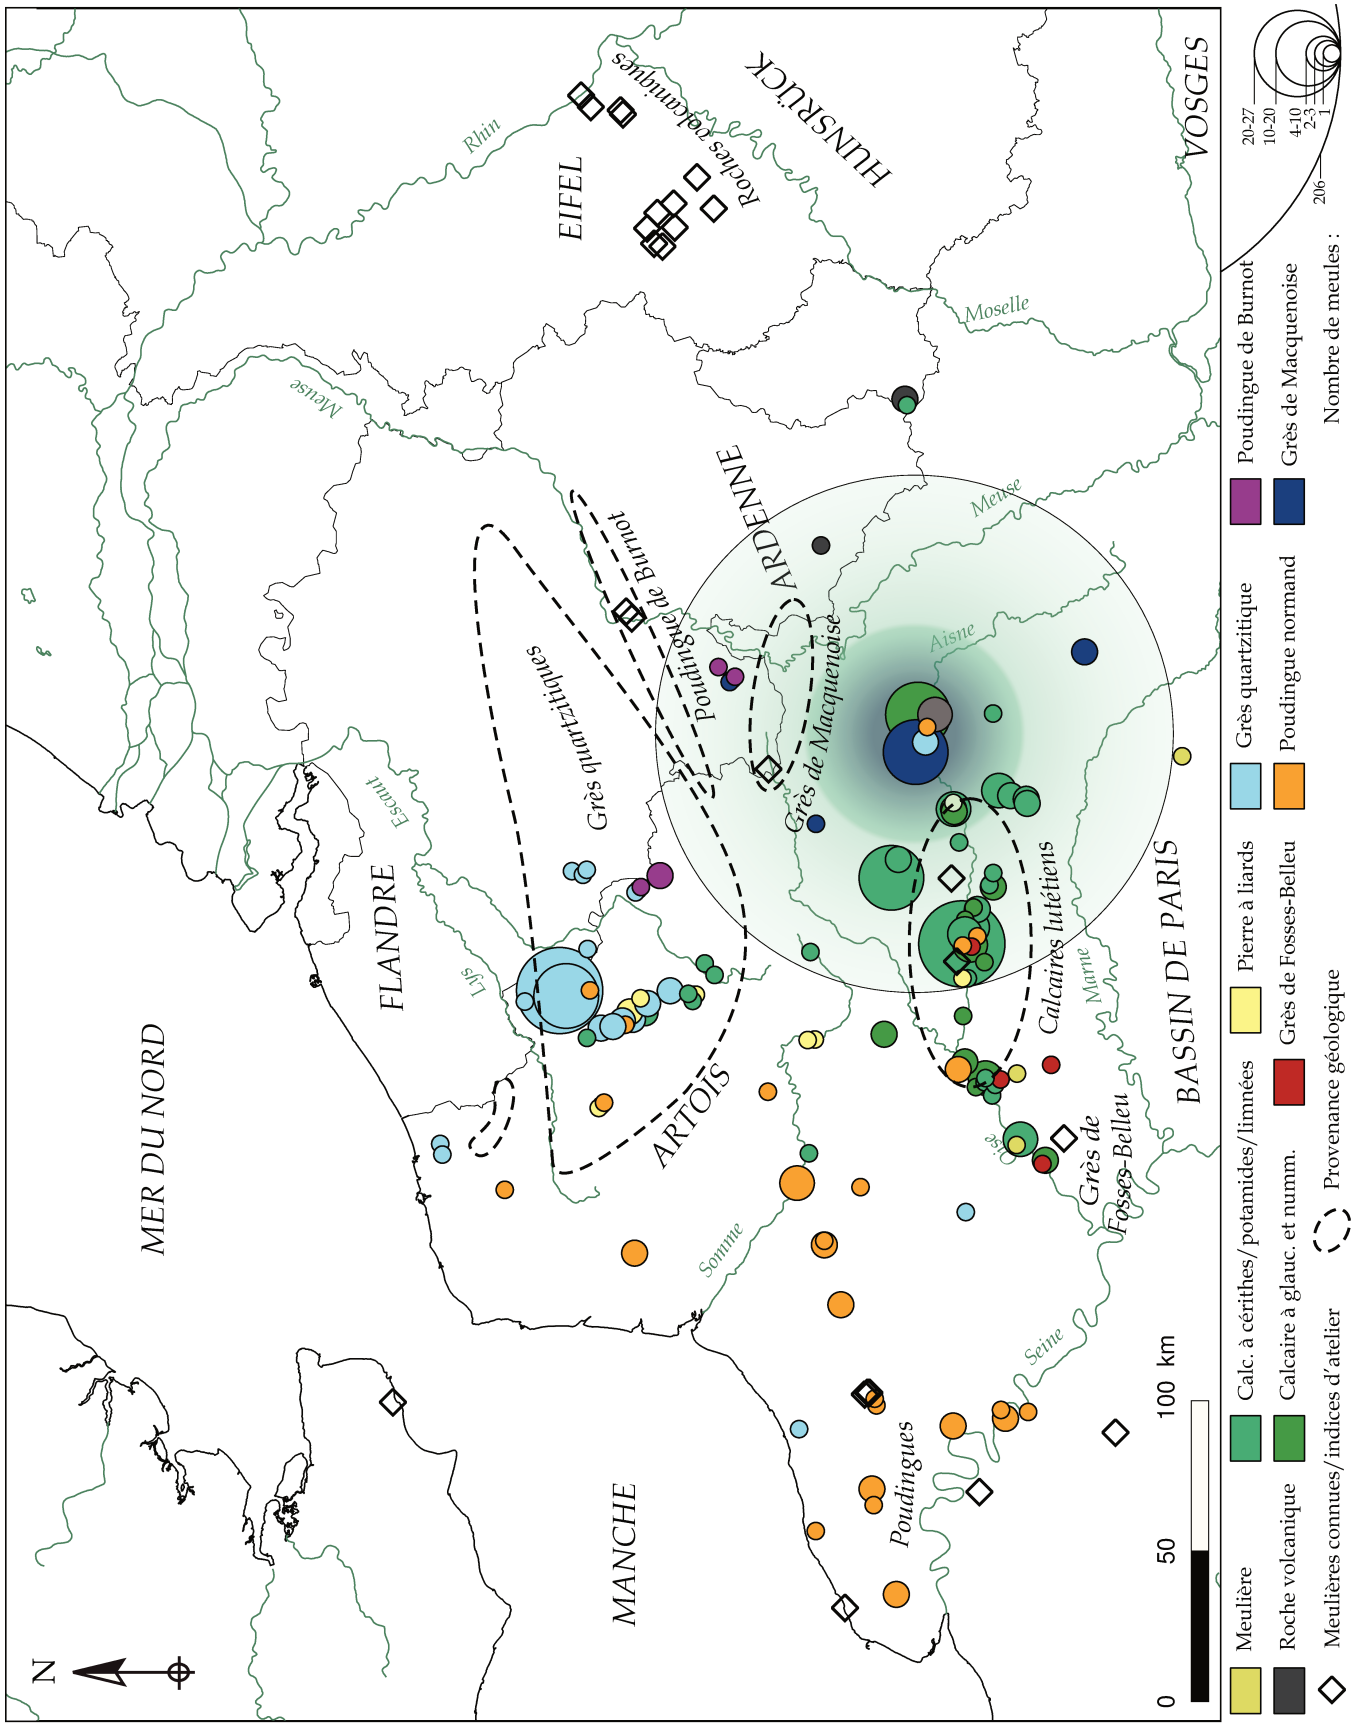 N
MER DU NORD
MANCHE
FLANDRE
ARTOIS
EIFEL
HUNSRÜCK
ARDENNE
VOSGES
BASSIN DE PARIS
Rhin
Meuse
Escaut
Lys
Somme
Seine
Oise
Marne
Aisne
Meuse
Moselle
Roches volcaniques
Grès quartzitiques
Poudingue de Burnot
Grès de Macquenoise
Calcaires lutétiens
Grès de
Fosses-Belleu
Poudingues
0 50 100 km
Meulière
Calc. à cérithes/potamides/limnées
Pierre à liards
Grès quartzitique
Poudingue de Burnot
Roche volcanique
Calcaire à glauc. et numm.
Grès de Fosses-Belleu
Poudingue normand
Grès de Macquenoise
Meulières connues/indices d'atelier
Provenance géologique
Nombre de meules :
206
20-27
10-20
4-10
2-3
1